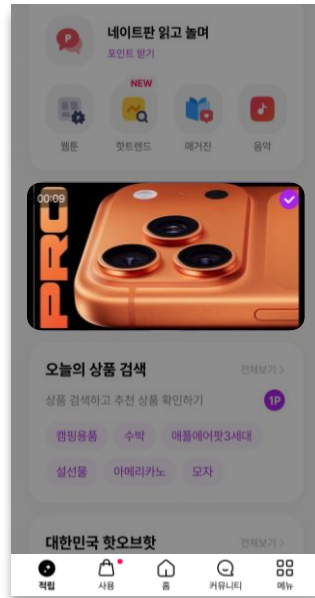 P
네이트판 읽고 놀며
포인트 받기
NEW
웹툰 핫트렌드 매거진 음악
00:09
PRO
오늘의 상품 검색 전체보기 >
상품 검색하고 추천 상품 확인하기 1P
캠핑용품 수박 애플에어팟3세대
설선물 아메리카노 모자
대한민국 핫오브핫 전체보기 >
적립 사용 홈 커뮤니티 메뉴